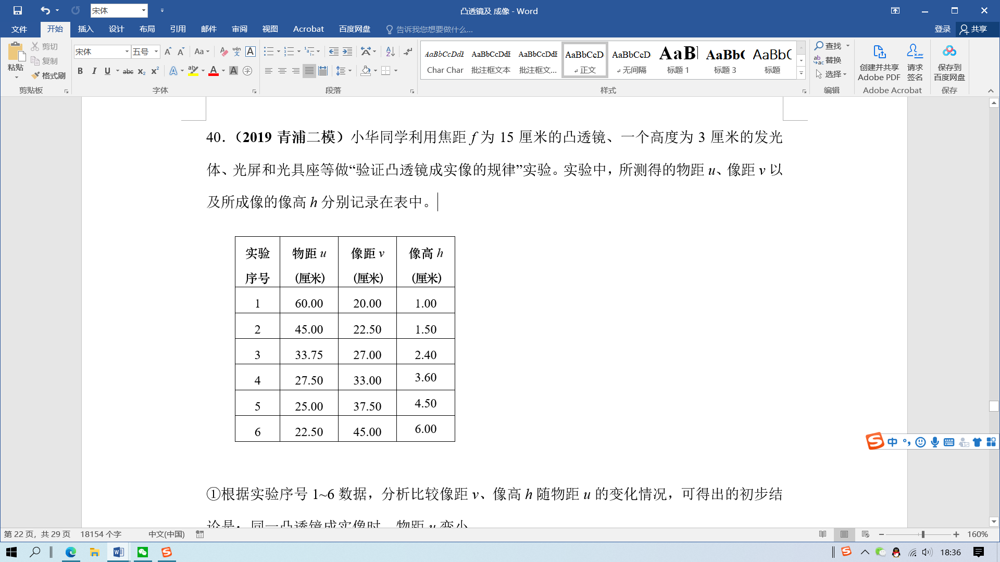 宋体
凸透镜及 成像 - Word
文件 开始 插入 设计 布局 引用 邮件 审阅 视图 Acrobat 百度网盘 告诉我您想要做什么... 登录 共享
粘贴 剪切 复制 格式刷 剪贴板
宋体 五号 字体
段落
AaBbCcDdE AaBbCcDdE AaBbCcDdE AaBbCcD AaBbCcD AaB AaBbC AaBbC
Char Char 批注框文本 批注框文... 正文 无间隔 标题 1 标题 3 标题
样式
查找 替换 选择 编辑
创建并共享 Adobe PDF 请求 签名 Adobe Acrobat
保存到 百度网盘 保存
40.（2019 青浦二模）小华同学利用焦距 f 为 15 厘米的凸透镜、一个高度为 3 厘米的发光
体、光屏和光具座等做“验证凸透镜成实像的规律”实验。实验中，所测得的物距 u、像距 v 以
及所成像的像高 h 分别记录在表中。
实验序号 物距 u (厘米) 像距 v (厘米) 像高 h (厘米)
1 60.00 20.00 1.00
2 45.00 22.50 1.50
3 33.75 27.00 2.40
4 27.50 33.00 3.60
5 25.00 37.50 4.50
6 22.50 45.00 6.00
①根据实验序号 1~6 数据，分析比较像距 v、像高 h 随物距 u 的变化情况，可得出的初步结
论是：同一凸透镜成实像时，物距 u 变小
中
第 22 页，共 29 页 18154 个字 中文(中国) 160%
18:36